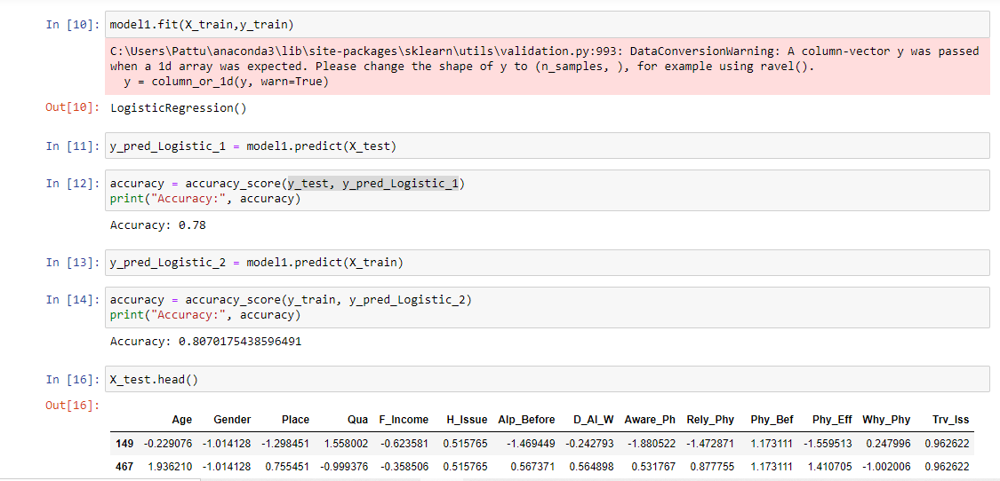 In [10]: model1.fit(X_train,y_train)
C:\Users\Pattu\anaconda3\lib\site-packages\sklearn\utils\validation.py:993: DataConversionWarning: A column-vector y was passed
when a 1d array was expected. Please change the shape of y to (n_samples, ), for example using ravel().
  y = column_or_1d(y, warn=True)
Out[10]: LogisticRegression()
In [11]: y_pred_Logistic_1 = model1.predict(X_test)
In [12]: accuracy = accuracy_score(y_test, y_pred_Logistic_1)
print("Accuracy:", accuracy)
Accuracy: 0.78
In [13]: y_pred_Logistic_2 = model1.predict(X_train)
In [14]: accuracy = accuracy_score(y_train, y_pred_Logistic_2)
print("Accuracy:", accuracy)
Accuracy: 0.8070175438596491
In [16]: X_test.head()
Out[16]:
Age Gender Place Qua F_Income H_Issue Alp_Before D_Al_W Aware_Ph Rely_Phy Phy_Bef Phy_Eff Why_Phy Trv_Iss
149 -0.229076 -1.014128 -1.298451 1.558002 -0.623581 0.515765 -1.469449 -0.242793 -1.880522 -1.472871 1.173111 -1.559513 0.247996 0.962622
467 1.936210 -1.014128 0.755451 -0.999376 -0.358506 0.515765 0.567371 0.564898 0.531767 0.877755 1.173111 1.410705 -1.002006 0.962622